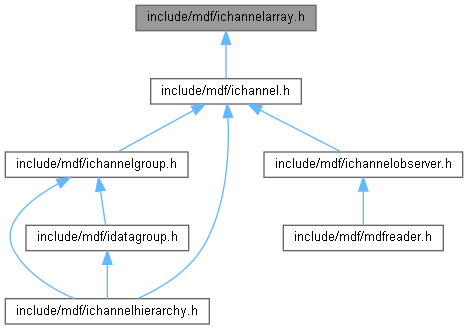 include/mdf/ichannelarray.h
include/mdf/ichannel.h
include/mdf/ichannelgroup.h
include/mdf/ichannelobserver.h
include/mdf/idatagroup.h
include/mdf/mdfreader.h
include/mdf/ichannelhierarchy.h